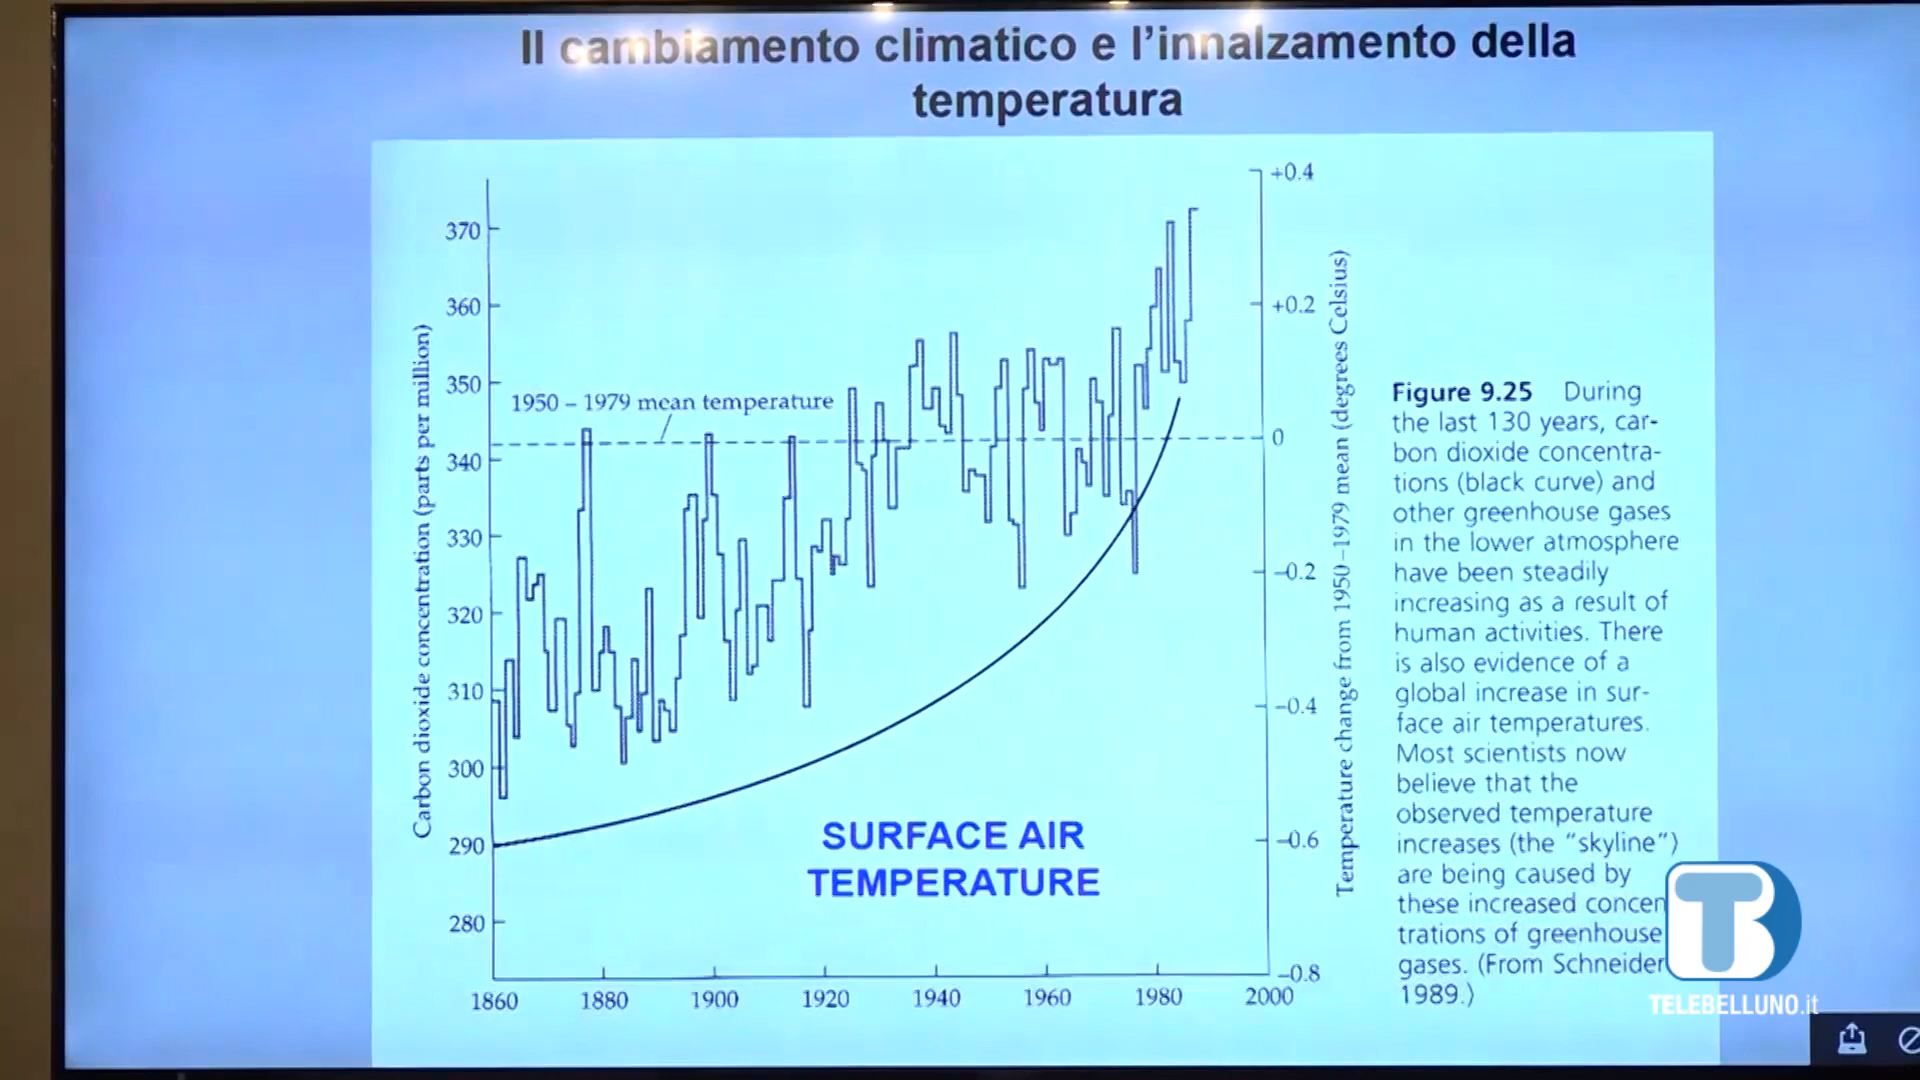 Il cambiamento climatico e l'innalzamento della
temperatura
Carbon dioxide concentration (parts per million)
370
360
350
340
330
320
310
300
290
280
1950 – 1979 mean temperature
SURFACE AIR
TEMPERATURE
1860 1880 1900 1920 1940 1960 1980 2000
+0.4
+0.2
0
–0.2
–0.4
–0.6
–0.8
Temperature change from 1950–1979 mean (degrees Celsius)
Figure 9.25 During
the last 130 years, car-
bon dioxide concentra-
tions (black curve) and
other greenhouse gases
in the lower atmosphere
have been steadily
increasing as a result of
human activities. There
is also evidence of a
global increase in sur-
face air temperatures.
Most scientists now
believe that the
observed temperature
increases (the “skyline”)
are being caused by
these increased concen
trations of greenhouse
gases. (From Schneider
1989.)
TB
TELEBELLUNO.it